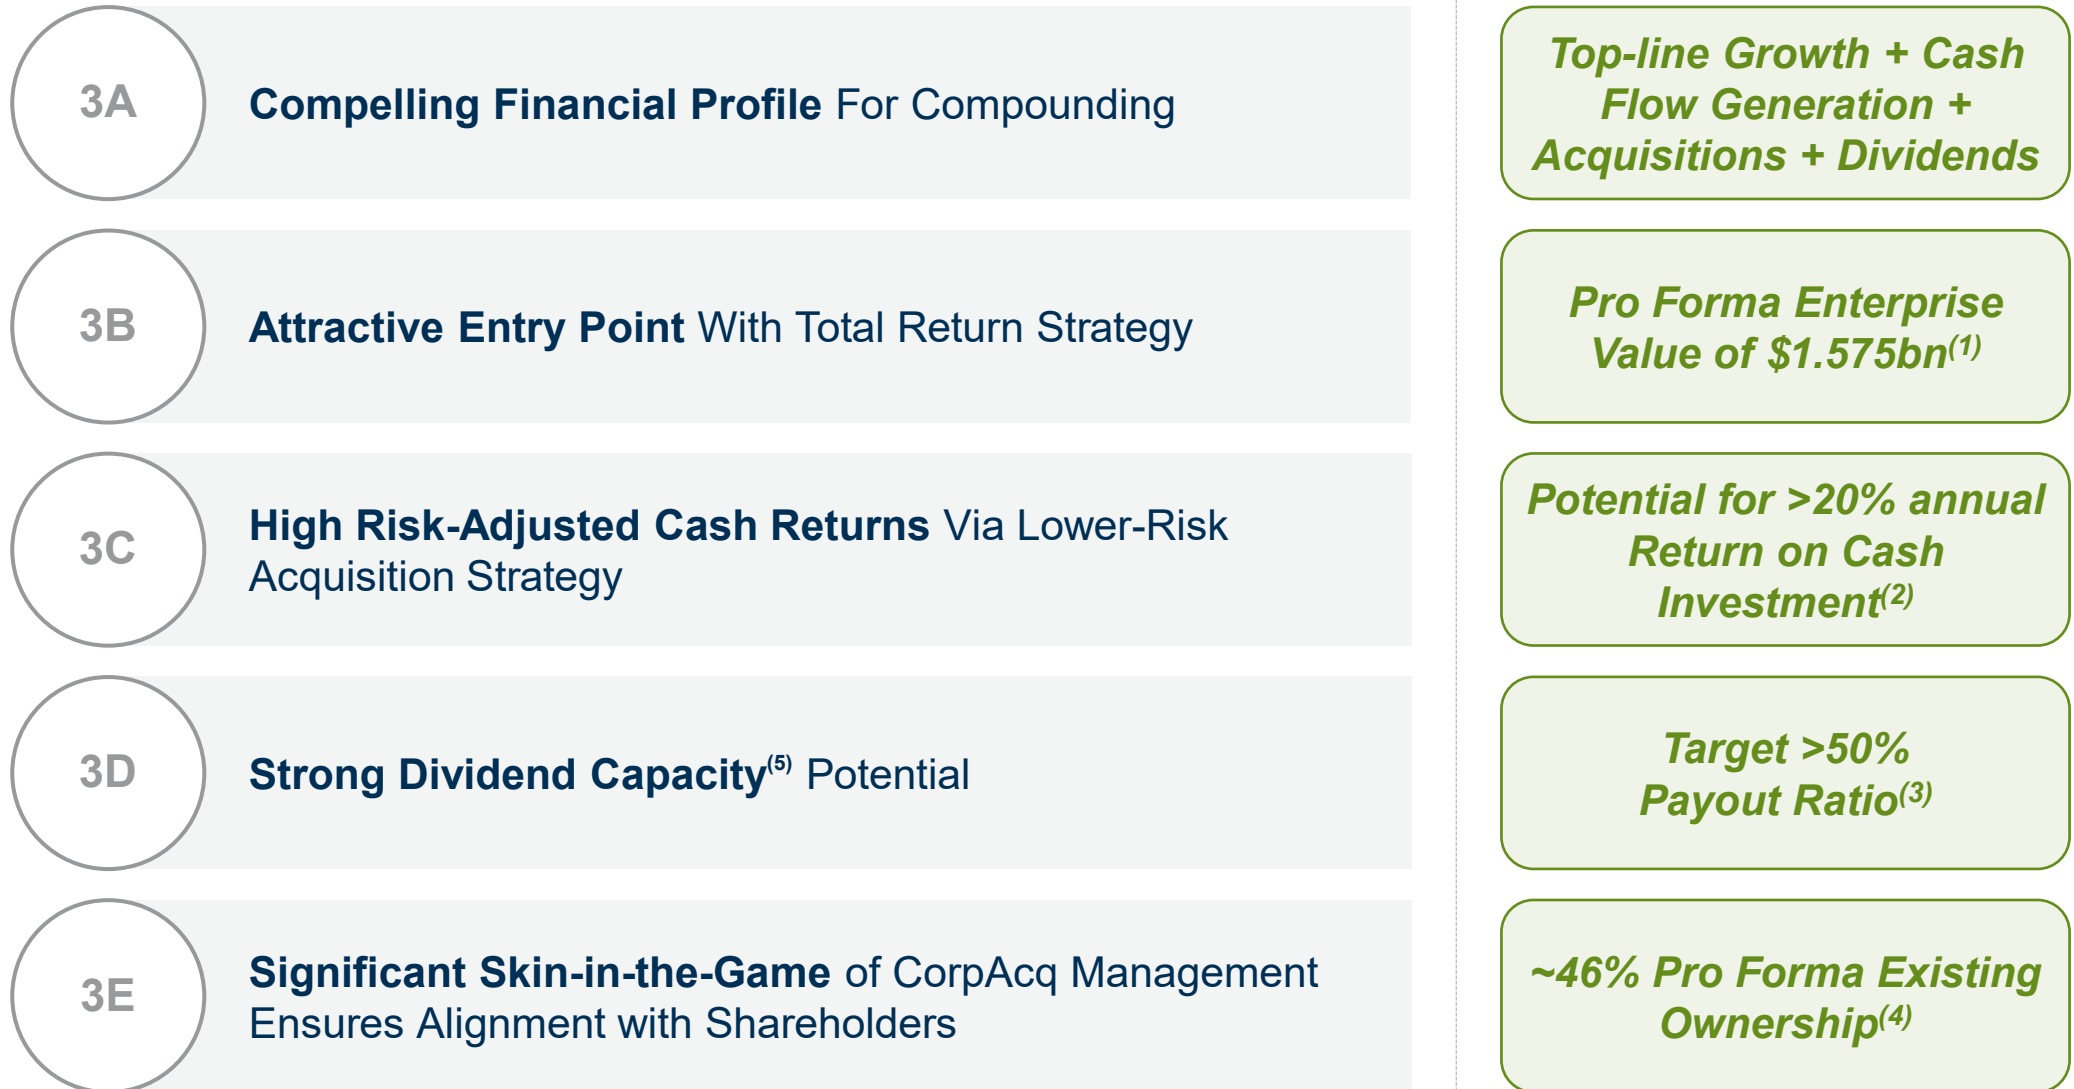 3A
Compelling Financial Profile For Compounding
Top-line Growth + Cash
Flow Generation +
Acquisitions + Dividends
3B
Attractive Entry Point With Total Return Strategy
Pro Forma Enterprise
Value of $1.575bn(1)
3C
High Risk-Adjusted Cash Returns Via Lower-Risk
Acquisition Strategy
Potential for >20% annual
Return on Cash
Investment(2)
3D
Strong Dividend Capacity(5) Potential
Target >50%
Payout Ratio(3)
3E
Significant Skin-in-the-Game of CorpAcq Management
Ensures Alignment with Shareholders
~46% Pro Forma Existing
Ownership(4)